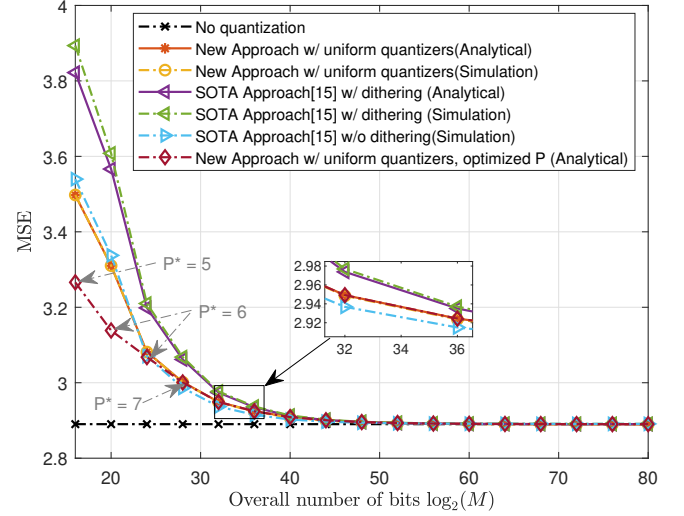 4
3.8
3.6
3.4
3.2
3
2.8
MSE
No quantization
New Approach w/ uniform quantizers(Analytical)
New Approach w/ uniform quantizers(Simulation)
SOTA Approach[15] w/ dithering (Analytical)
SOTA Approach[15] w/ dithering (Simulation)
SOTA Approach[15] w/o dithering(Simulation)
New Approach w/ uniform quantizers, optimized P (Analytical)
P* = 5
P* = 6
P* = 7
2.98
2.96
2.94
2.92
32 34 36
20 30 40 50 60 70 80
Overall number of bits log₂(M)